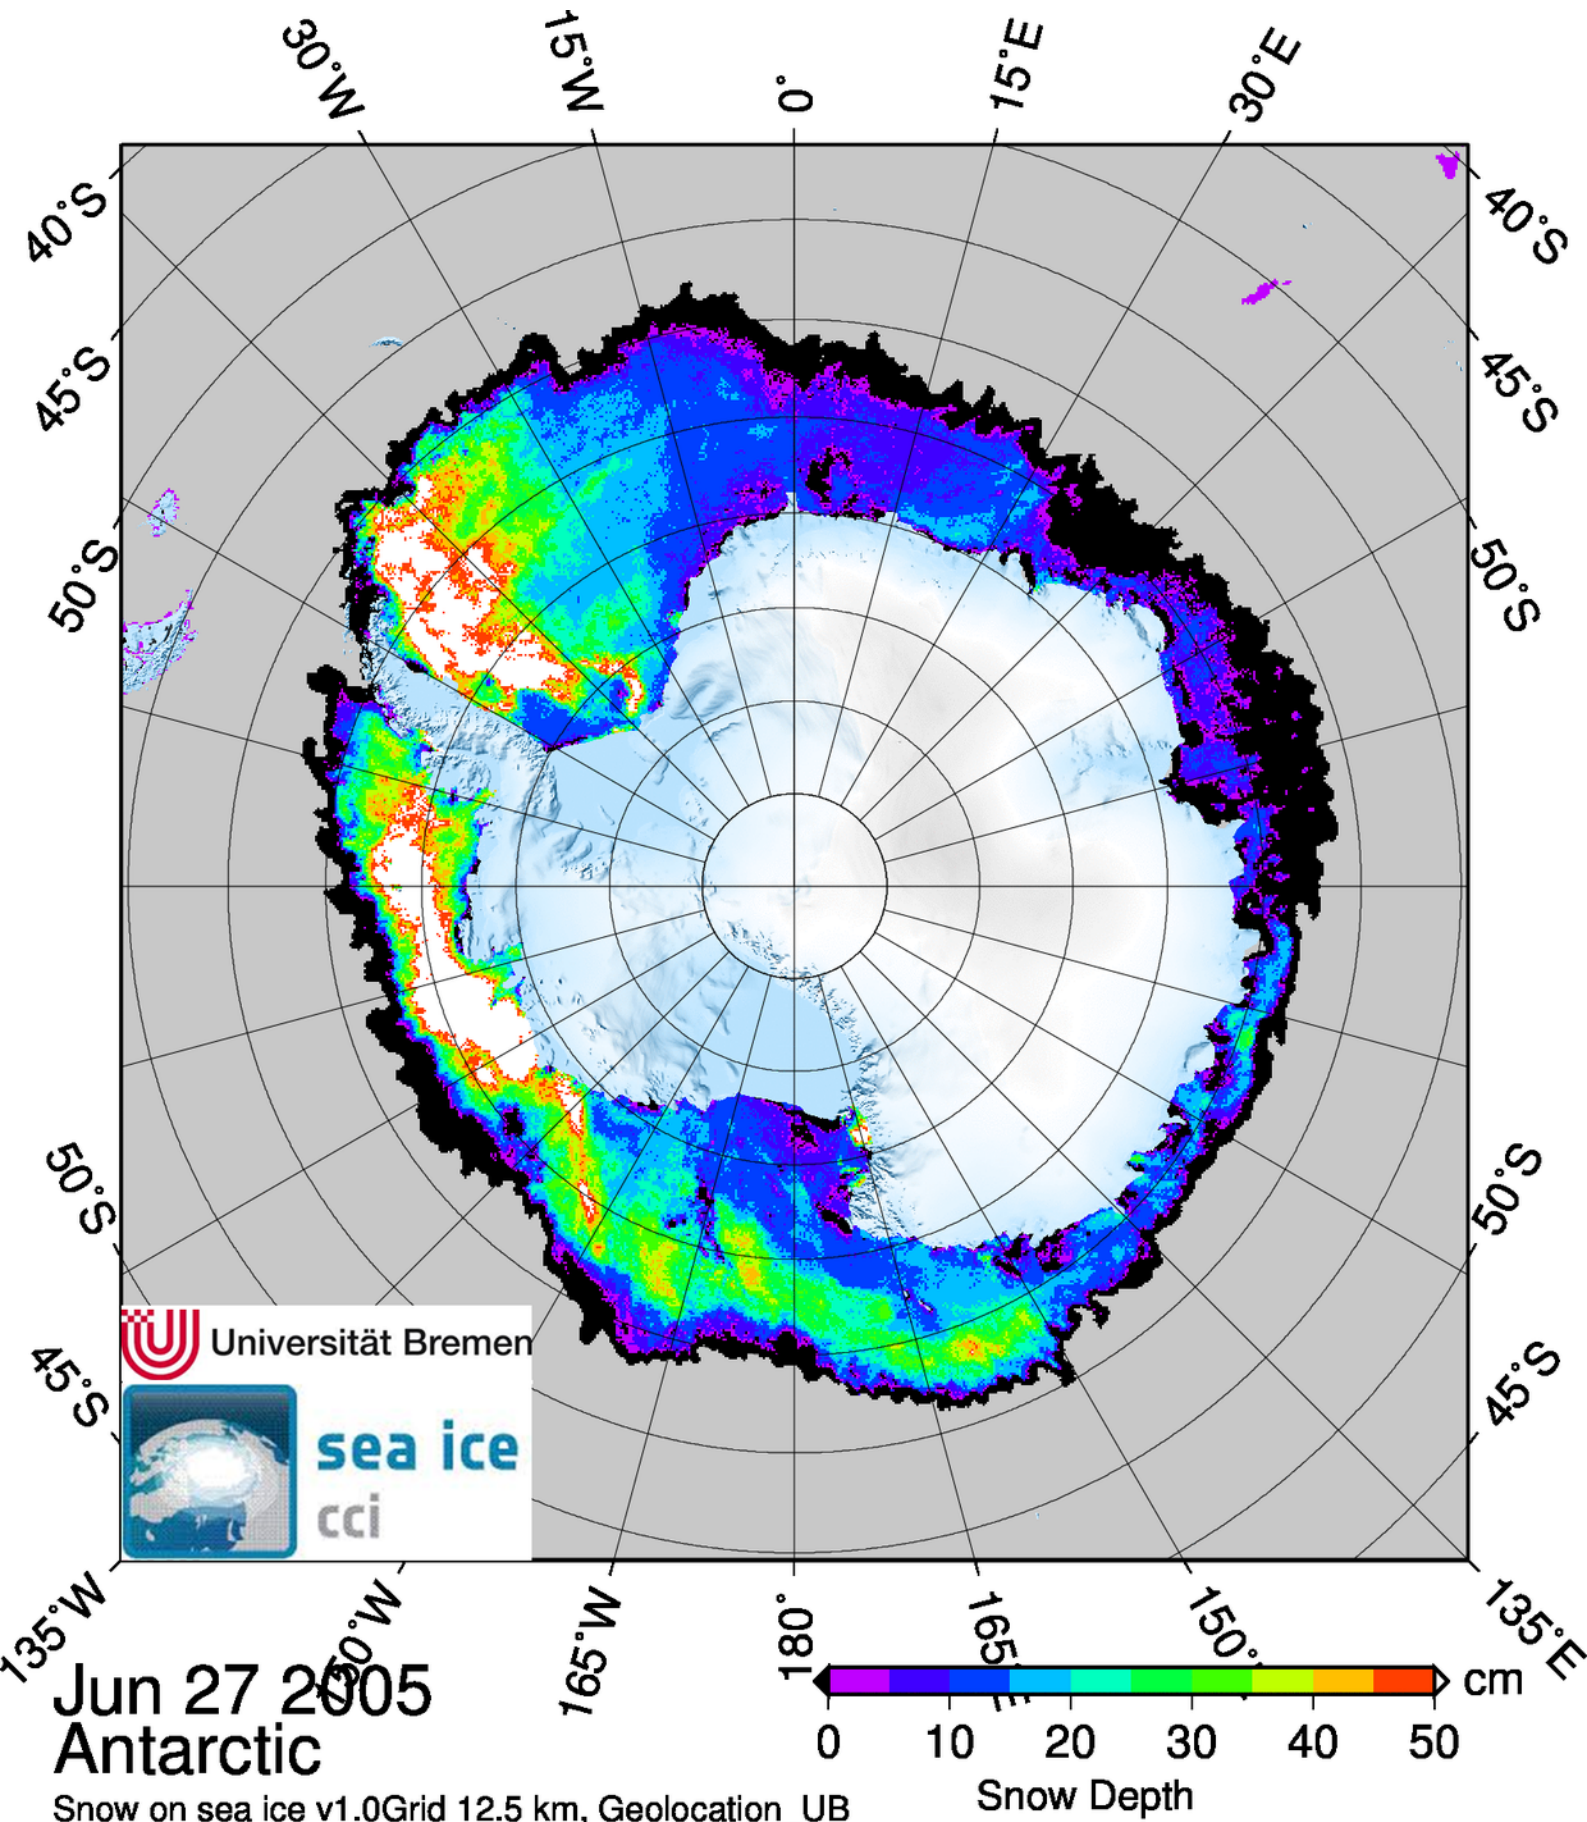 30°W 15°W 0° 15°E 30°E
40°S 40°S
45°S 45°S
50°S 50°S
50°S 50°S
45°S 45°S
Universität Bremen
sea ice
cci
135°W 150°W 165°W 180° 165°E 150° 135°E
Jun 27 2005
Antarctic
Snow on sea ice v1.0Grid 12.5 km, Geolocation UB
cm
0 10 20 30 40 50
Snow Depth